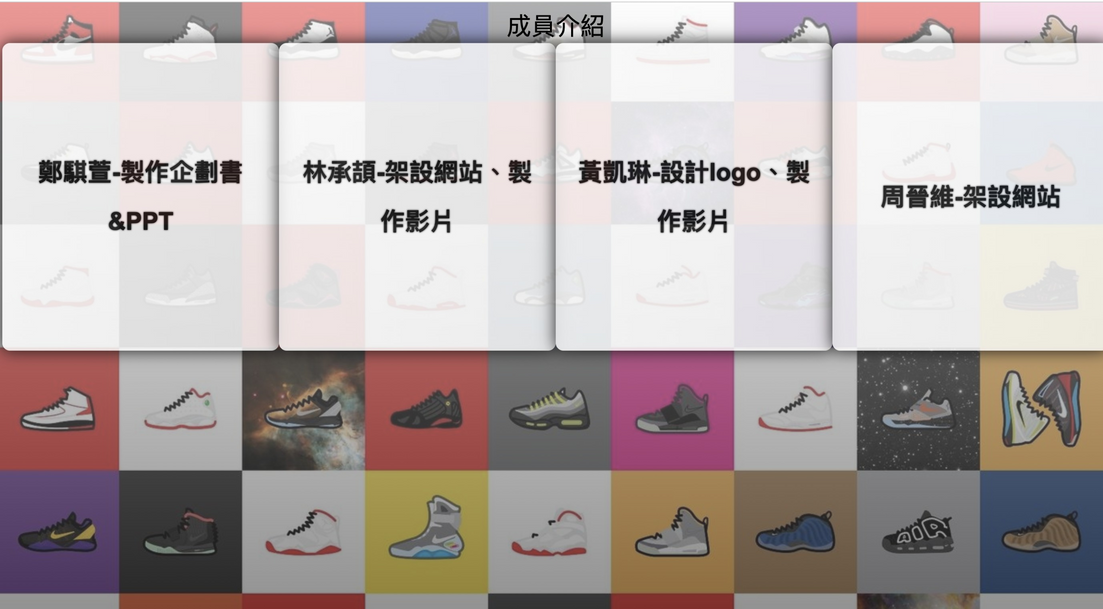 成員介紹
鄭騏萱-製作企劃書
&PPT
林承頡-架設網站、製
作影片
黃凱琳-設計logo、製
作影片
周晉維-架設網站
AIR